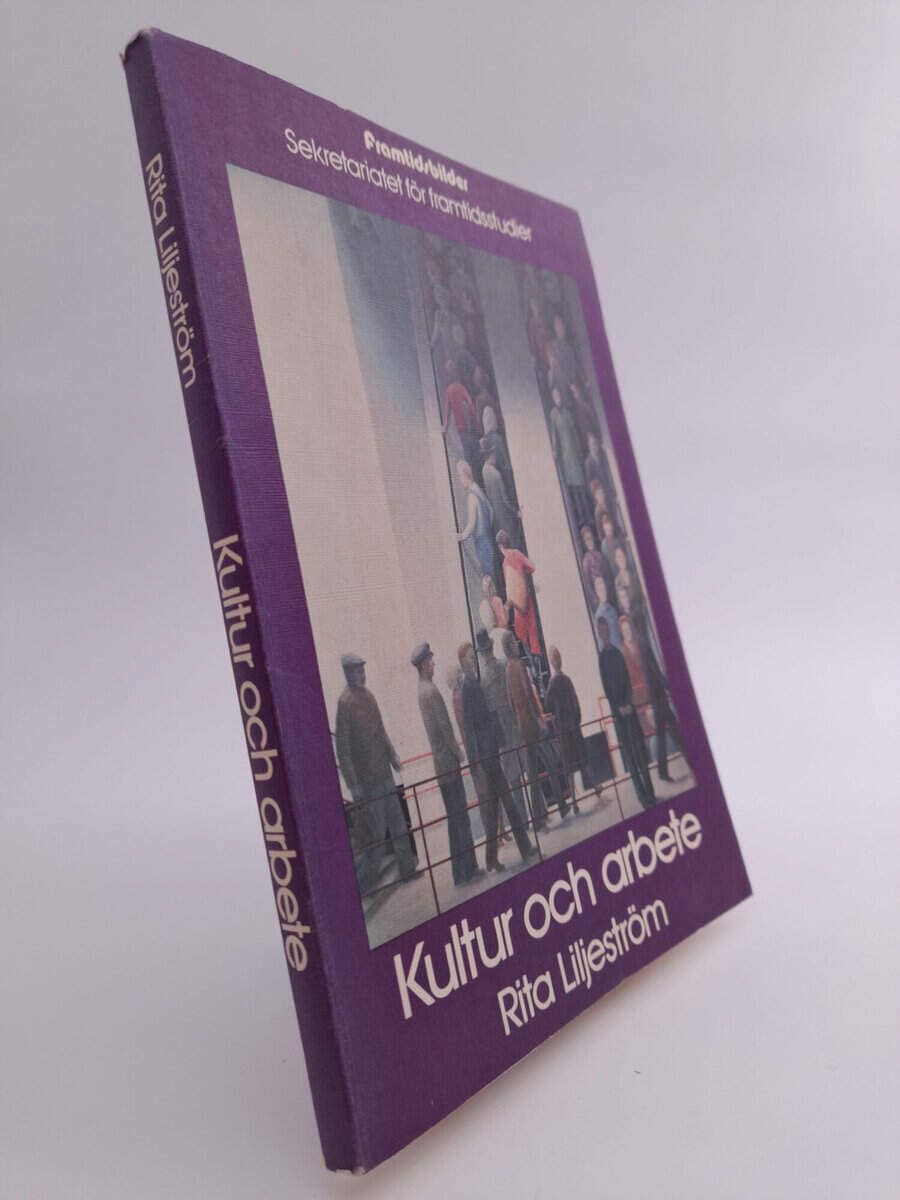 Framtidsbilder
Sekretariatet för framtidsstudier
Kultur och arbete
Rita Liljeström
Rita Liljeström
Kultur och arbete